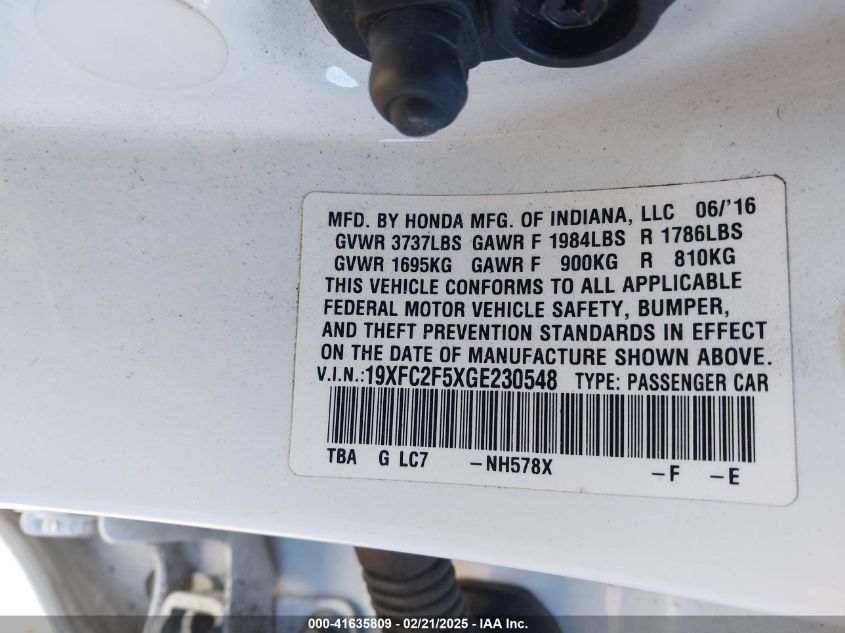 MFD. BY HONDA MFG. OF INDIANA, LLC 06/'16
GVWR 3737LBS GAWR F 1984LBS R 1786LBS
GVWR 1695KG GAWR F 900KG R 810KG
THIS VEHICLE CONFORMS TO ALL APPLICABLE
FEDERAL MOTOR VEHICLE SAFETY, BUMPER,
AND THEFT PREVENTION STANDARDS IN EFFECT
ON THE DATE OF MANUFACTURE SHOWN ABOVE.
V.I.N.:19XFC2F5XGE230548 TYPE: PASSENGER CAR
TBA G LC7 -NH578X -F -E
000-41635809 - 02/21/2025 - IAA Inc.